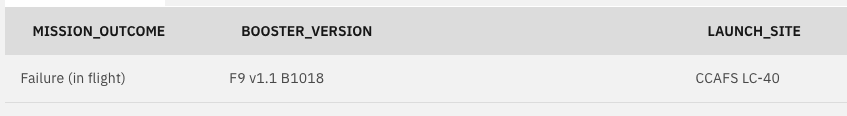 MISSION_OUTCOME BOOSTER_VERSION LAUNCH_SITE
Failure (in flight) F9 v1.1 B1018 CCAFS LC-40